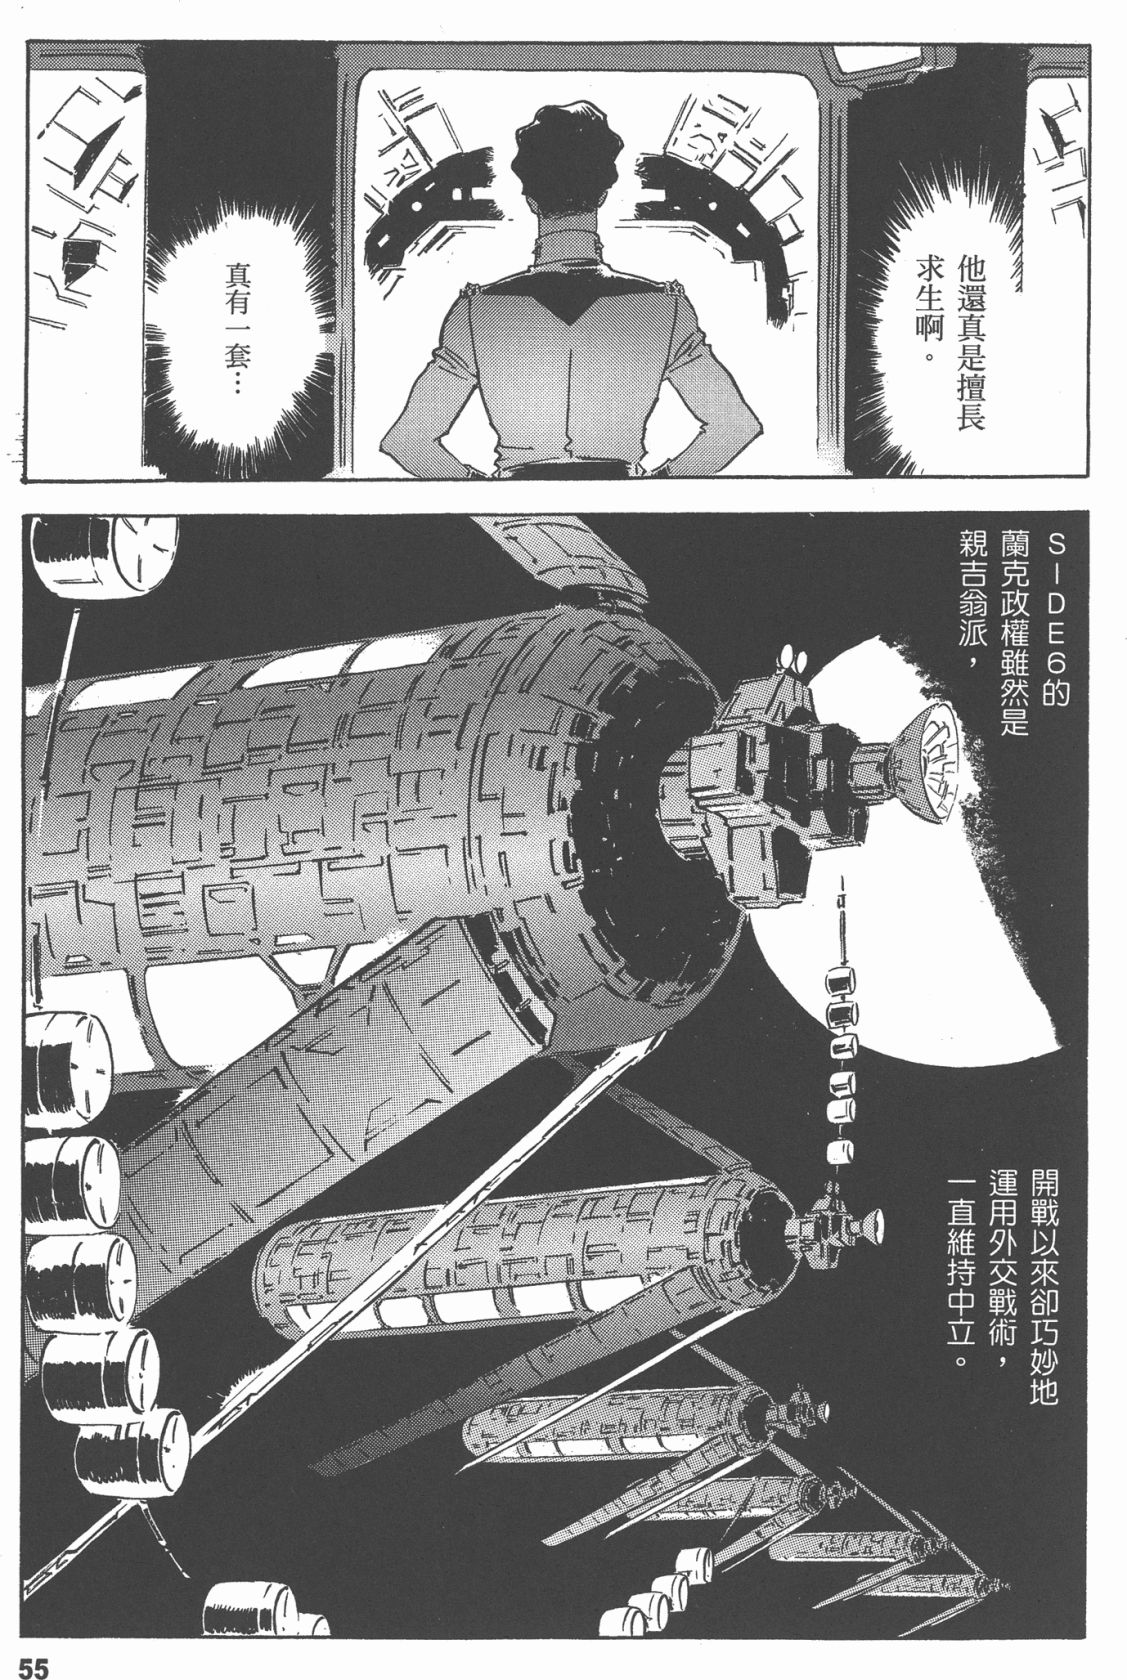 他還真是擅長
求生啊。
真有一套…
SIDE6的
蘭克政權雖然是
親吉翁派，
開戰以來卻巧妙地
運用外交戰術，
一直維持中立。
55